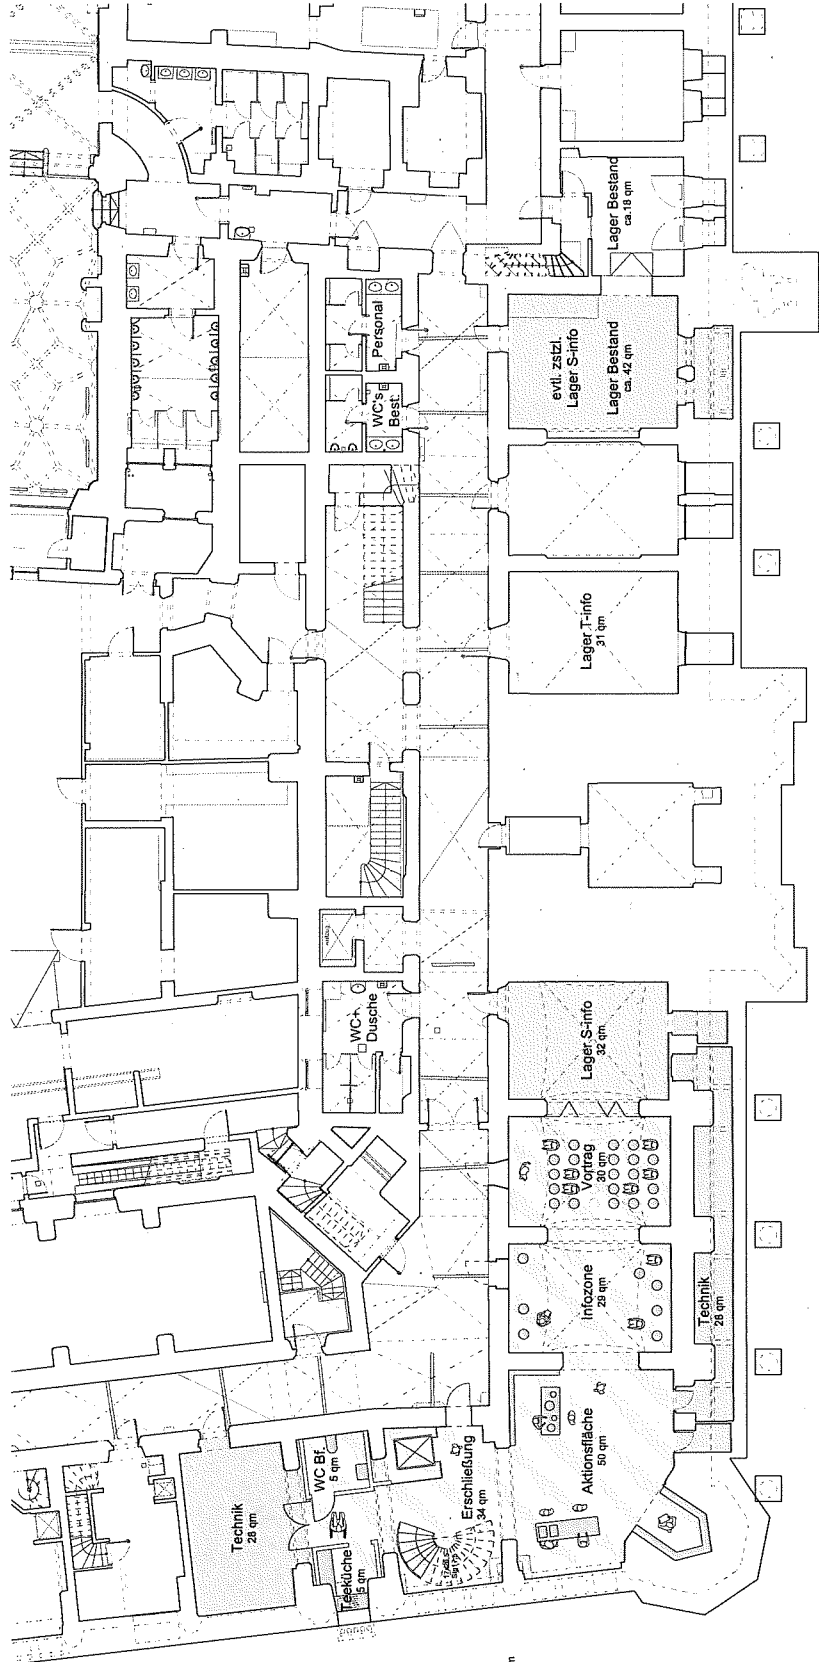 Lager Bestand
ca.18 qm
evtl. zstzl.
Lager S-info
Lager Bestand
ca. 42 qm
Personal
WC's
Best.
Lager T-info
31 qm
WC+
Dusche
Lager S-info
32 qm
Vortrag
30 qm
Infozone
29 qm
Technik
28 qm
Aktionsfläche
50 qm
Erschließung
34 qm
WC Bf.
5 qm
Technik
28 qm
Teeküche
5 qm